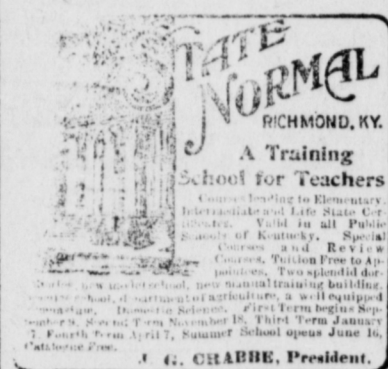 STATE
NORMAL
RICHMOND, KY.
A Training
School for Teachers
Courses leading to Elementary,
Intermediate and Life State Cer-
tificates. Valid in all Public
Schools of Kentucky. Special
Courses and Review
Courses. Tuition Free to Ap-
pointees. Two splendid dor-
mitories, new model school, new manual training building,
practice school, department of agriculture, a well equipped
gymnasium, Domestic Science. First Term begins Sep-
tember Second Term November 18, Third Term January
7, Fourth Term April 7, Summer School opens June 16,
Catalogue Free.
J. G. CRABBE, President.